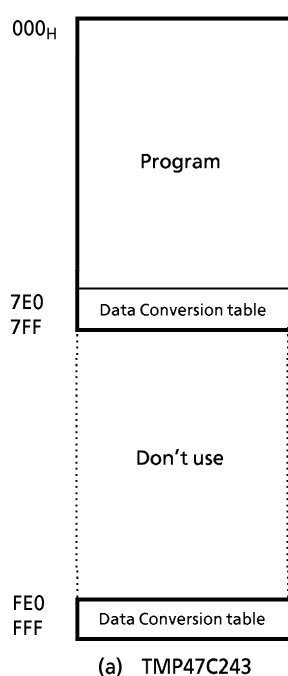 000H
Program
7E0
Data Conversion table
7FF
Don't use
FE0
Data Conversion table
FFF
(a) TMP47C243